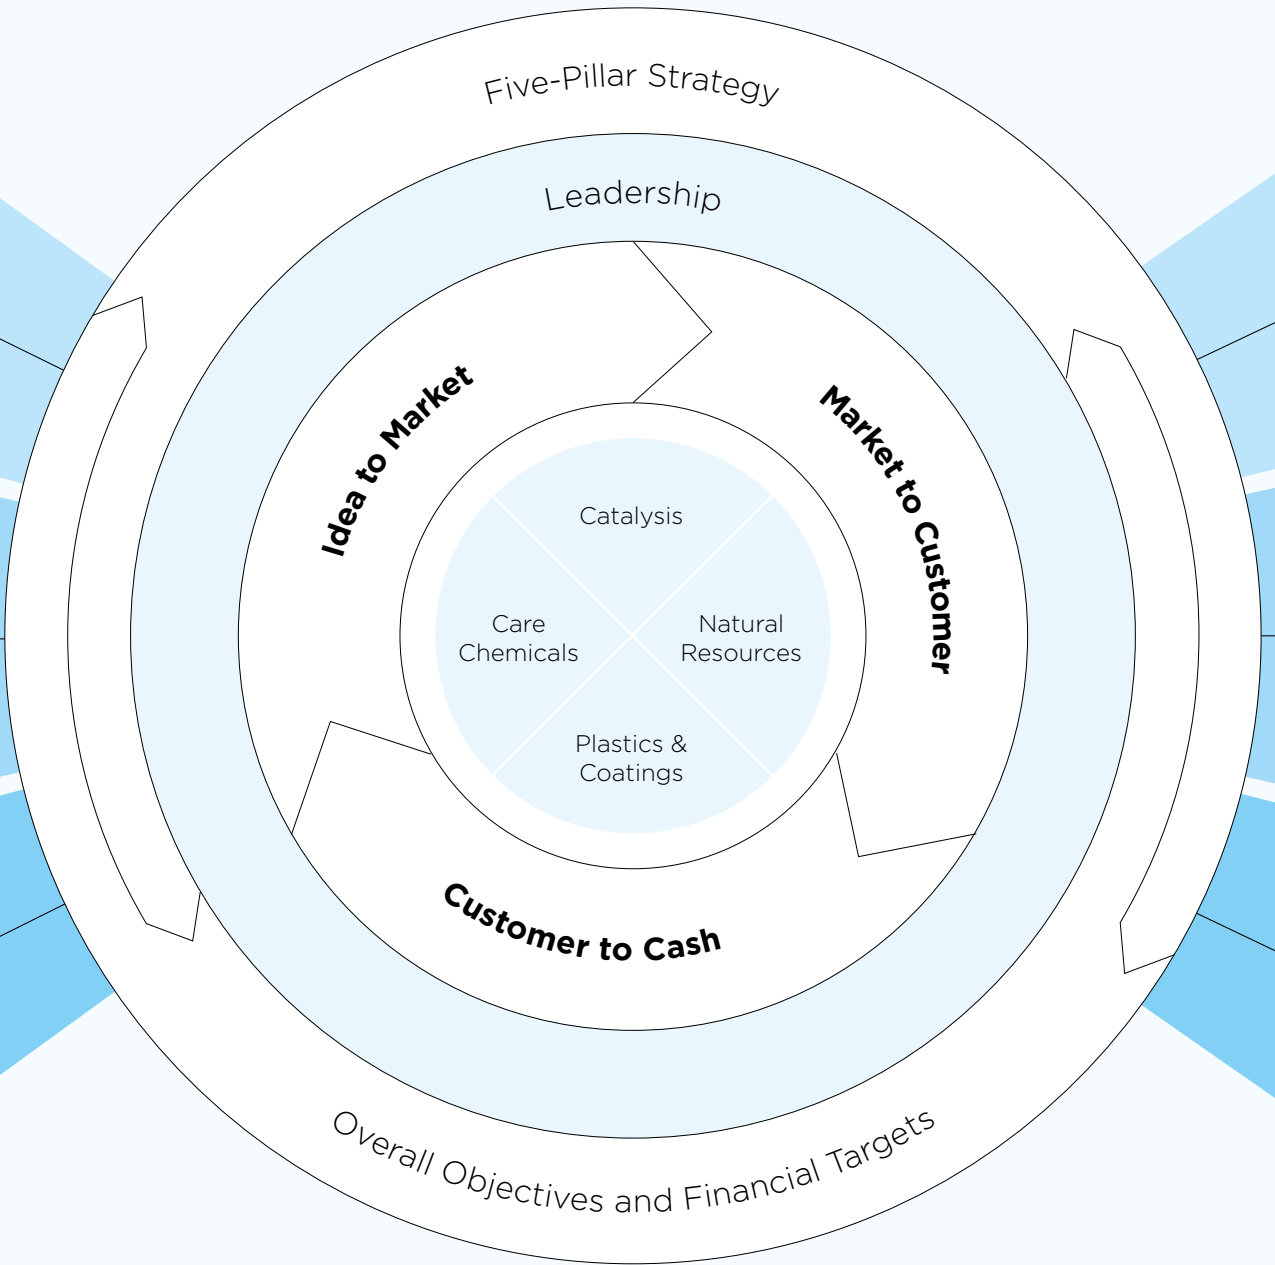 Five-Pillar Strategy
Leadership
Idea to Market
Market to Customer
Catalysis
Care
Chemicals
Natural
Resources
Plastics &
Coatings
Customer to Cash
Overall Objectives and Financial Targets